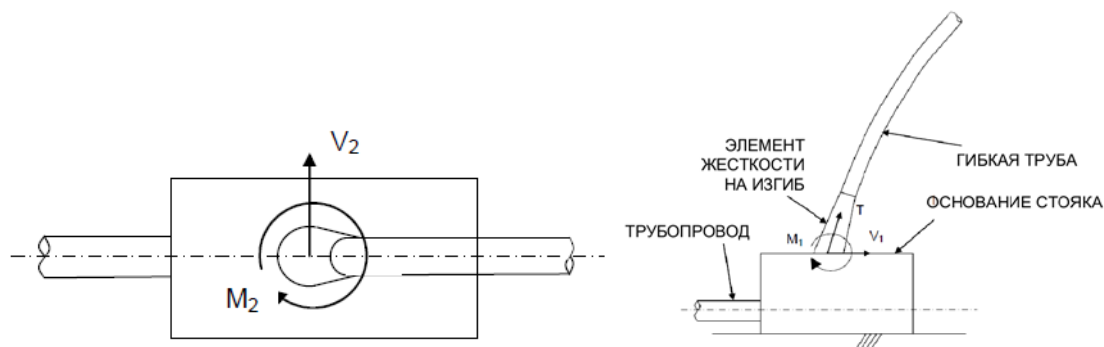 V₂
M₂
ЭЛЕМЕНТ
ЖЕСТКОСТИ
НА ИЗГИБ
ГИБКАЯ ТРУБА
ОСНОВАНИЕ СТОЯКА
T
ТРУБОПРОВОД
M₁
V₁